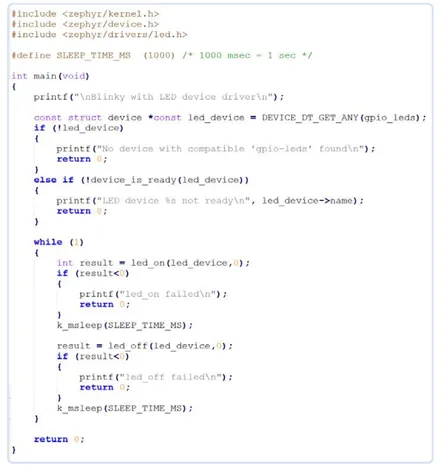 #include <zephyr/kernel.h>
#include <zephyr/device.h>
#include <zephyr/drivers/led.h>

#define SLEEP_TIME_MS  (1000) /* 1000 msec = 1 sec */

int main(void)
{
    printf("\nBlinky with LED device driver\n");

    const struct device *const led_device = DEVICE_DT_GET_ANY(gpio_leds);
    if (!led_device)
    {
        printf("No device with compatible 'gpio-leds' found\n");
        return 0;
    }
    else if (!device_is_ready(led_device))
    {
        printf("LED device %s not ready\n", led_device->name);
        return 0;
    }

    while (1)
    {
        int result = led_on(led_device,0);
        if (result<0)
        {
            printf("led_on failed\n");
            return 0;
        }
        k_msleep(SLEEP_TIME_MS);

        result = led_off(led_device,0);
        if (result<0)
        {
            printf("led_off failed\n");
            return 0;
        }
        k_msleep(SLEEP_TIME_MS);
    }

    return 0;
}